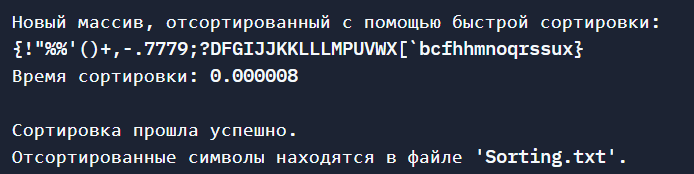 Новый массив, отсортированный с помощью быстрой сортировки:
{!"%%'()+,-.7779;?DFGIJJKKLLLMPUVWX[`bcfhhmnoqrssux}
Время сортировки: 0.000008
Сортировка прошла успешно.
Отсортированные символы находятся в файле 'Sorting.txt'.